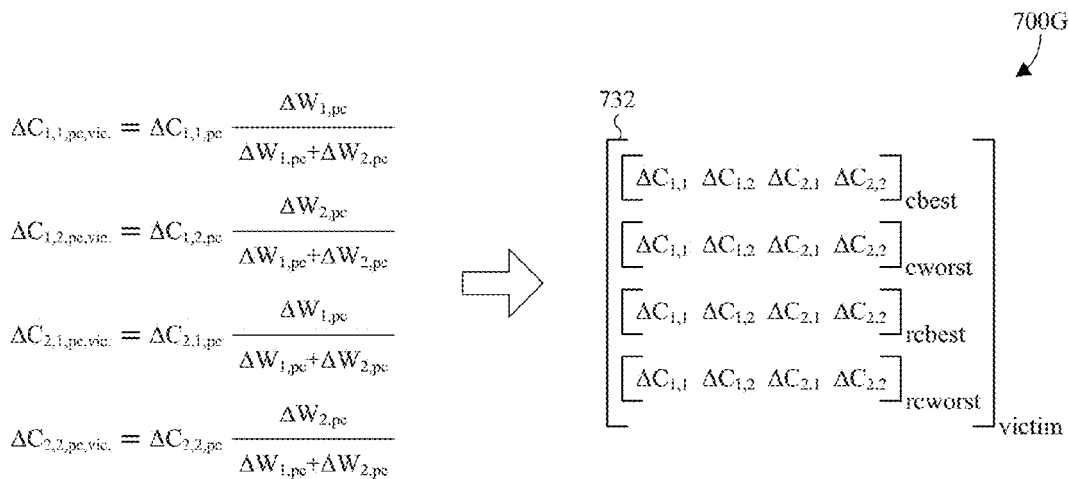 700G
ΔC1,1,pc,vic. = ΔC1,1,pc ΔW1,pc / ΔW1,pc+ΔW2,pc
ΔC1,2,pc,vic. = ΔC1,2,pc ΔW2,pc / ΔW1,pc+ΔW2,pc
ΔC2,1,pc,vic. = ΔC2,1,pc ΔW1,pc / ΔW1,pc+ΔW2,pc
ΔC2,2,pc,vic. = ΔC2,2,pc ΔW2,pc / ΔW1,pc+ΔW2,pc
732
[ΔC1,1 ΔC1,2 ΔC2,1 ΔC2,2] cbest
[ΔC1,1 ΔC1,2 ΔC2,1 ΔC2,2] cworst
[ΔC1,1 ΔC1,2 ΔC2,1 ΔC2,2] rcbest
[ΔC1,1 ΔC1,2 ΔC2,1 ΔC2,2] rcworst
victim